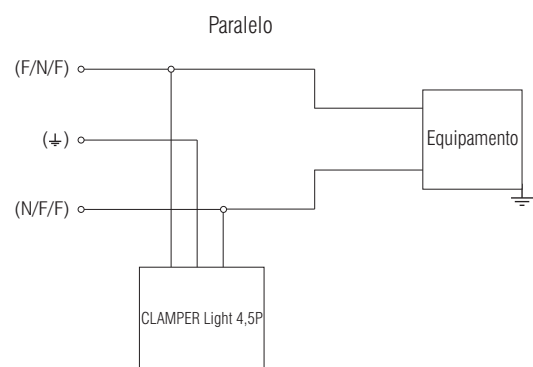 Paralelo
(F/N/F)
(⏚)
Equipamento
(N/F/F)
CLAMPER Light 4,5P